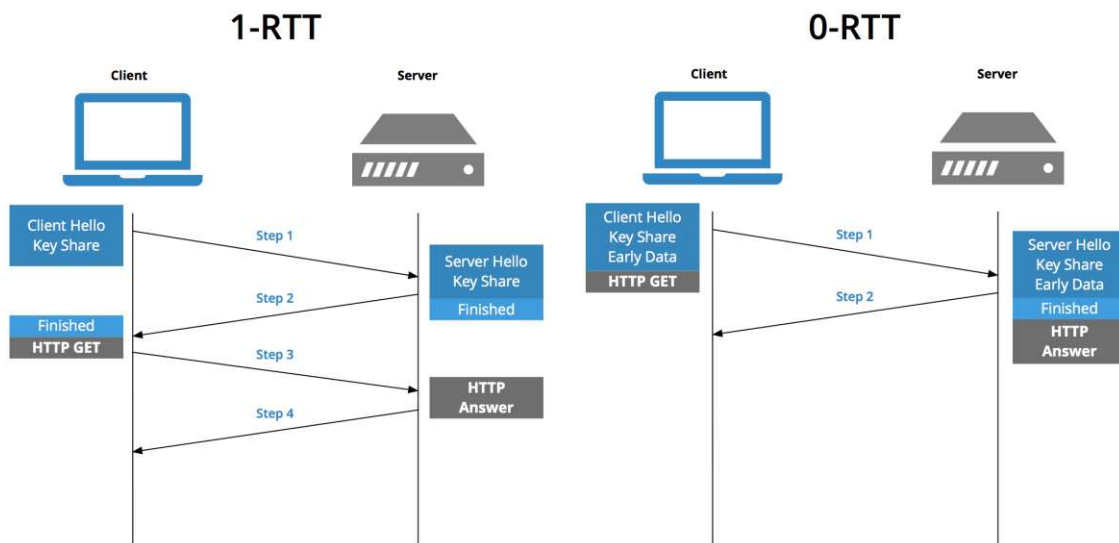 1-RTT
Client
Server
Client Hello
Key Share
Step 1
Server Hello
Key Share
Finished
Step 2
Finished
HTTP GET
Step 3
HTTP
Answer
Step 4
0-RTT
Client
Server
Client Hello
Key Share
Early Data
HTTP GET
Step 1
Server Hello
Key Share
Early Data
Finished
HTTP
Answer
Step 2